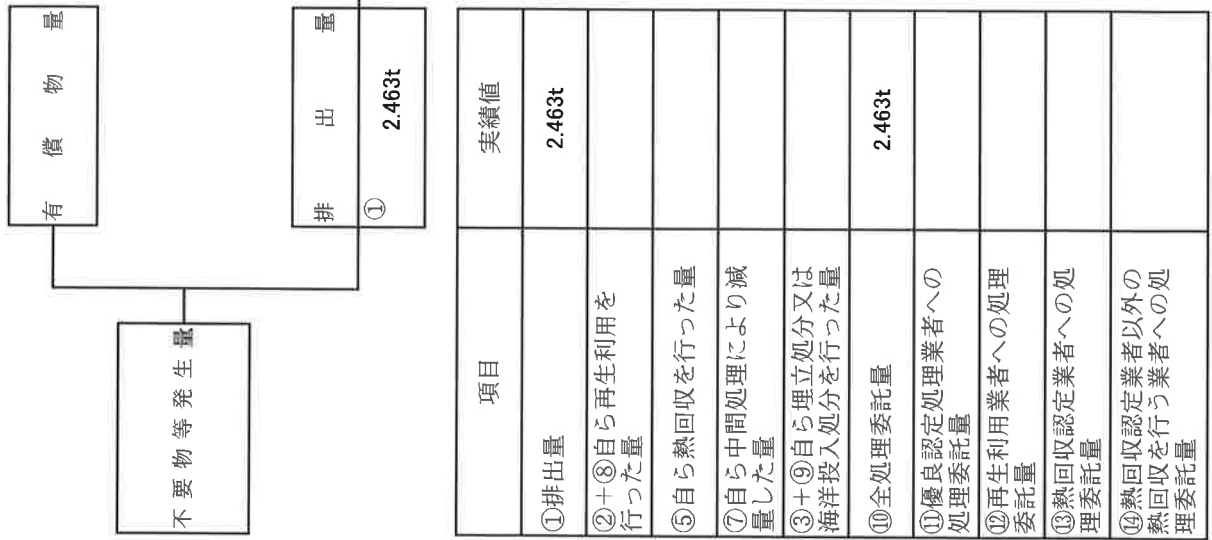 有償物量
不要物等発生量
排出量
①
2.463t
項目
実績値
①排出量
2.463t
②+⑧自ら再生利用を
行った量
⑤自ら熱回収を行った量
⑦自ら中間処理により減
量した量
③+⑨自ら埋立処分又は
海洋投入処分を行った量
⑩全処理委託量
2.463t
⑪優良認定処理業者への
処理委託量
⑫再生利用業者への処理
委託量
⑬熱回収認定業者への処
理委託量
⑭熱回収認定業者以外の
熱回収を行う業者への処
理委託量